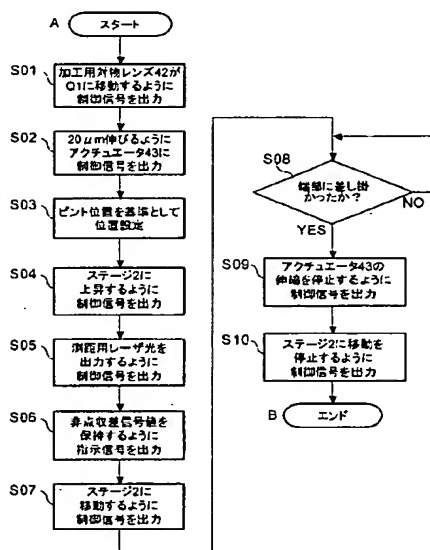 A
スタート
S01
加工用対物レンズ42が
Q1に移動するように
制御信号を出力
S02
20μm伸びるように
アクチュエータ43に
制御信号を出力
S03
ピント位置を基準として
位置設定
S04
ステージ2に
上昇するように
制御信号を出力
S05
測距用レーザ光を
出力するように
制御信号を出力
S06
非点収差信号値を
保持するように
指示信号を出力
S07
ステージ2に
移動するように
制御信号を出力
S08
端部に差し掛
かったか?
NO
YES
S09
アクチュエータ43の
伸縮を停止するように
制御信号を出力
S10
ステージ2に移動を
停止するように
制御信号を出力
B
エンド